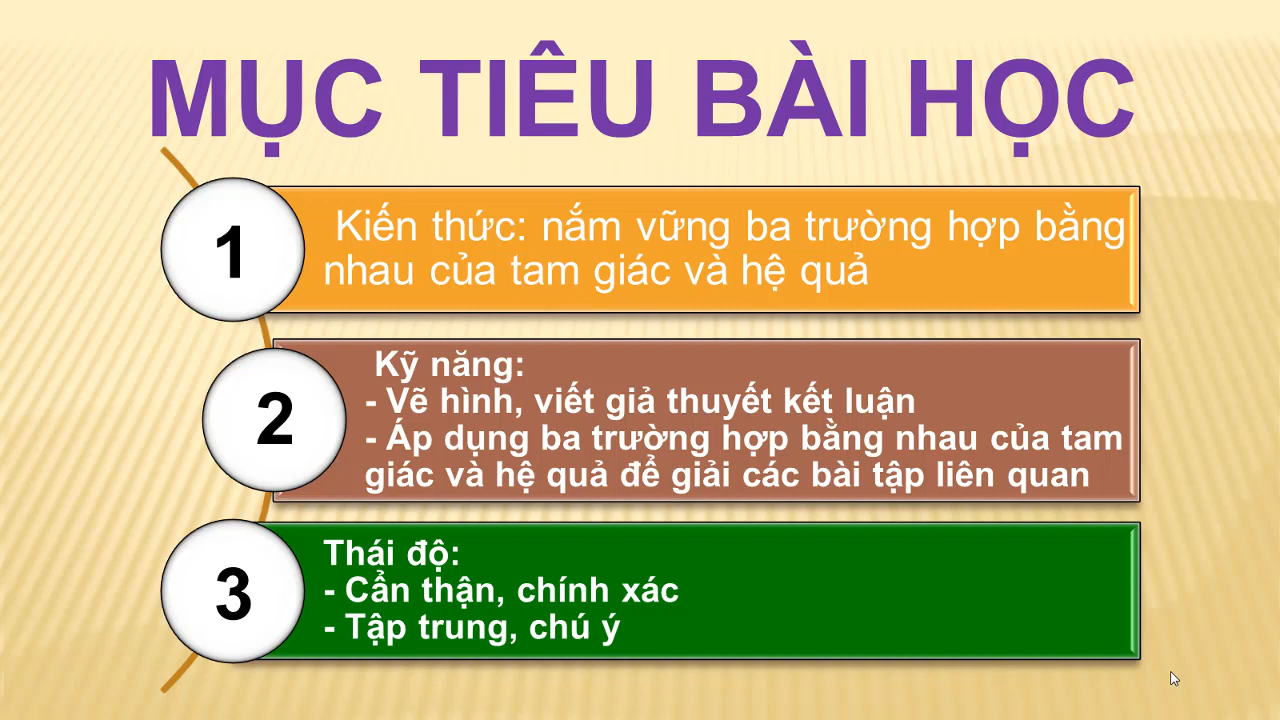 MỤC TIÊU BÀI HỌC
1
Kiến thức: nắm vững ba trường hợp bằng
nhau của tam giác và hệ quả
2
Kỹ năng:
- Vẽ hình, viết giả thuyết kết luận
- Áp dụng ba trường hợp bằng nhau của tam
giác và hệ quả để giải các bài tập liên quan
3
Thái độ:
- Cẩn thận, chính xác
- Tập trung, chú ý